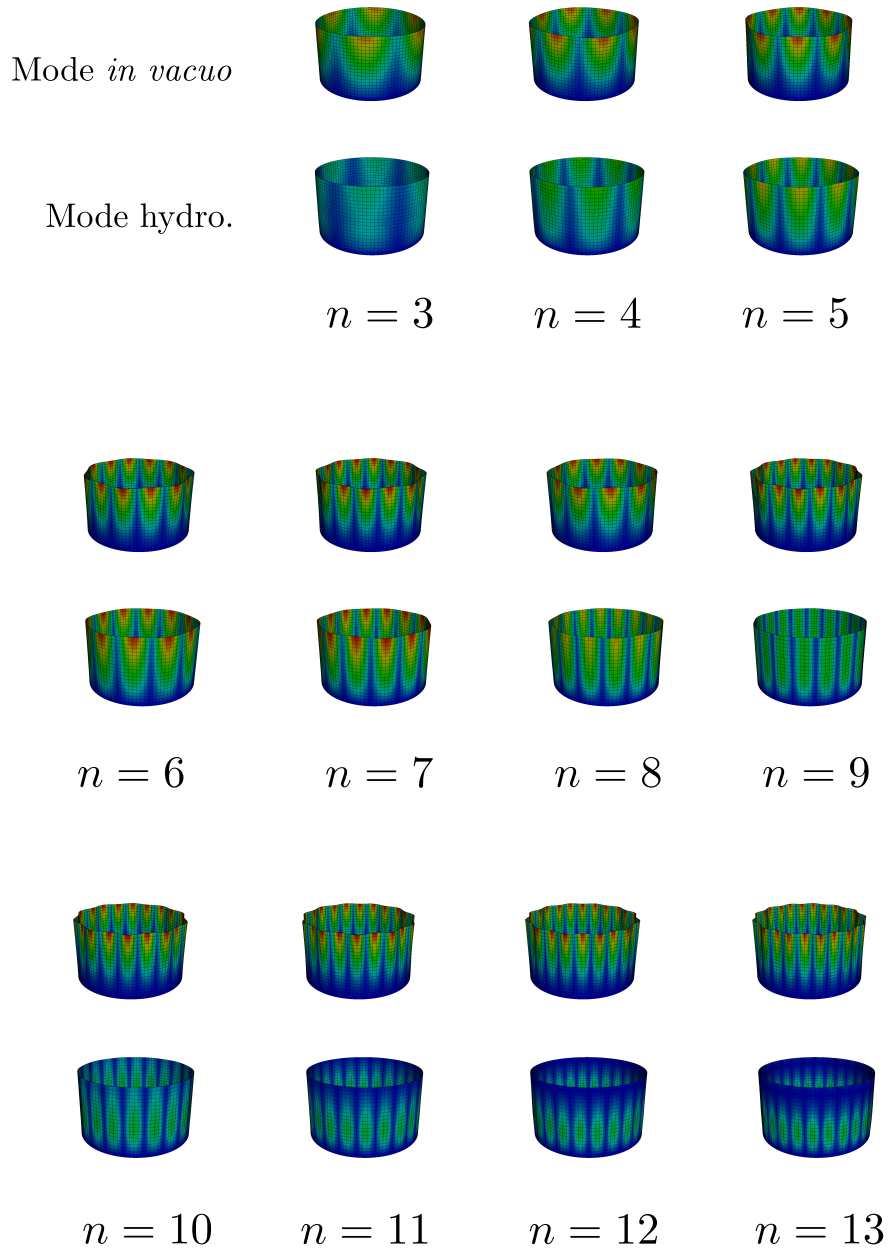 Mode in vacuo
Mode hydro.
n = 3 n = 4 n = 5
n = 6 n = 7 n = 8 n = 9
n = 10 n = 11 n = 12 n = 13